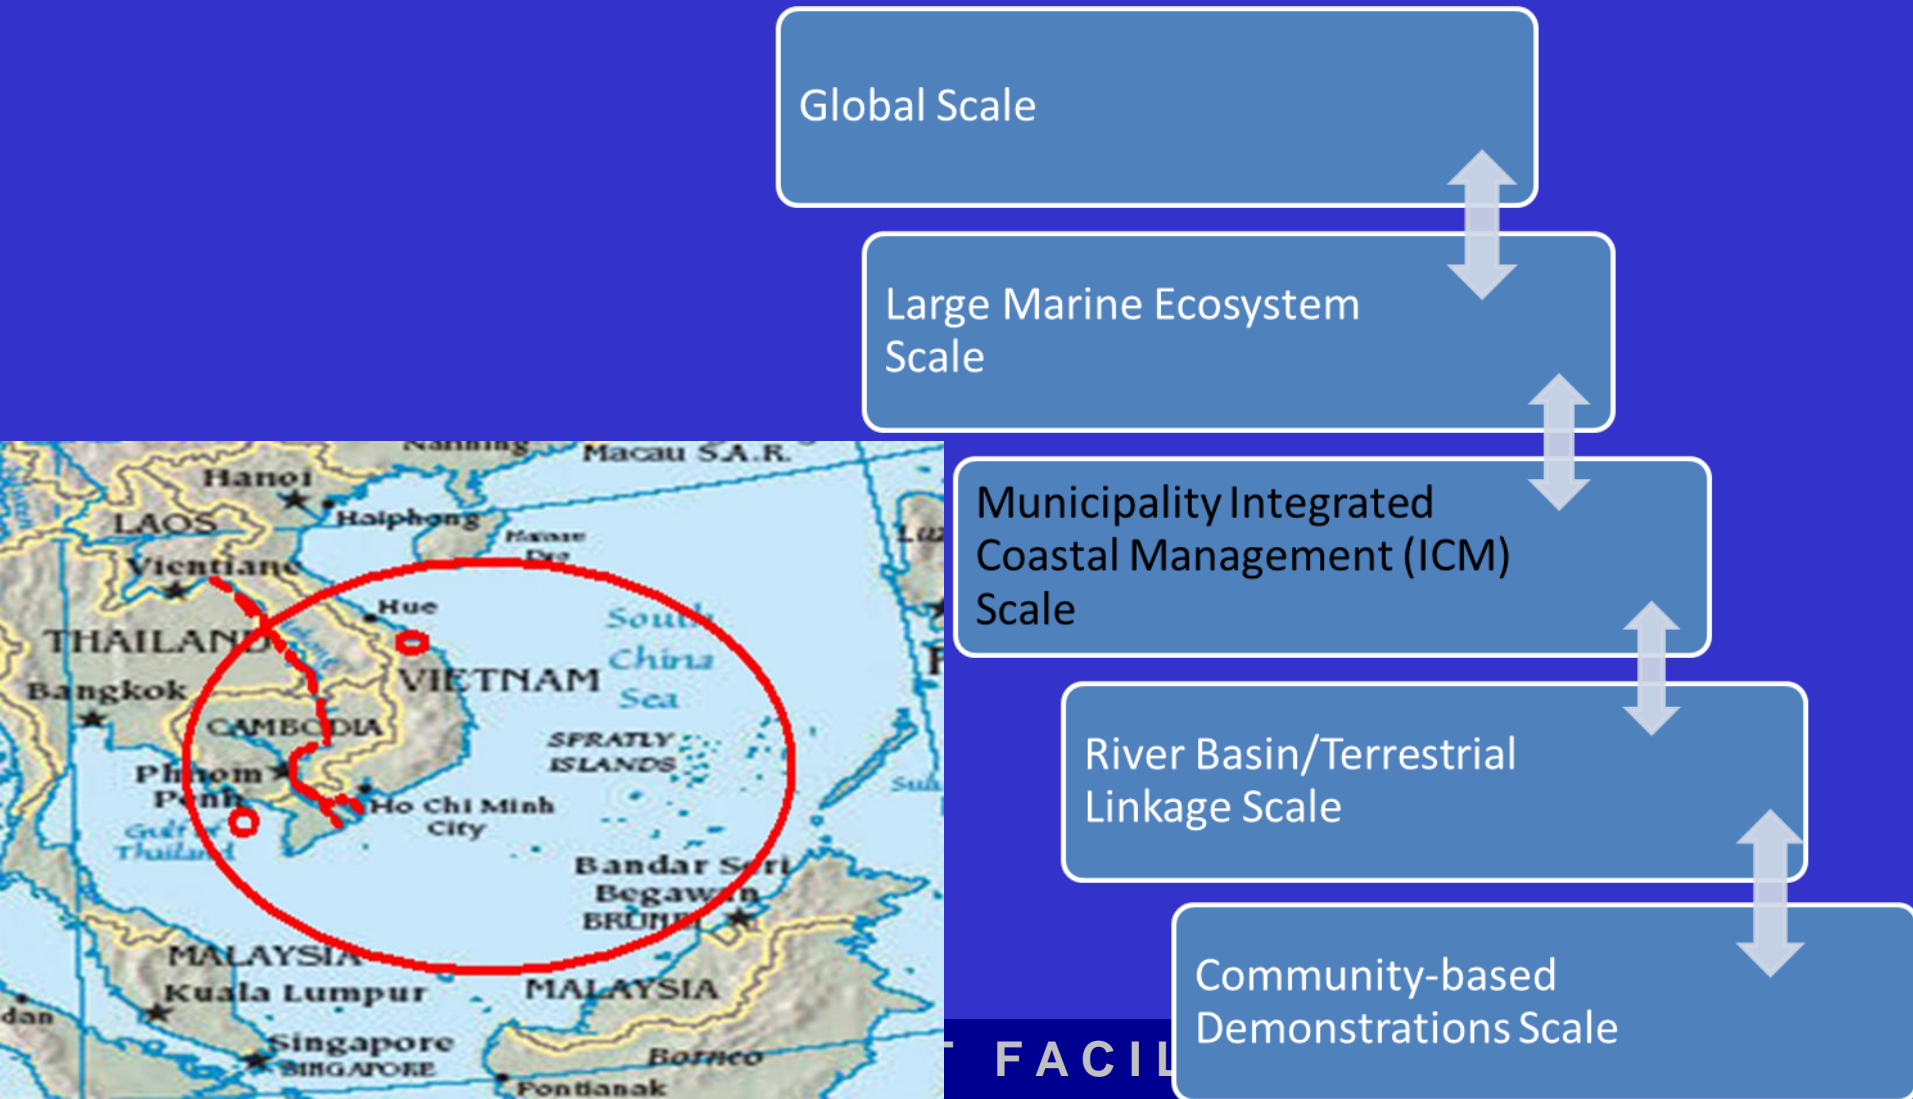 Global Scale
Large Marine Ecosystem
Scale
Municipality Integrated
Coastal Management (ICM)
Scale
River Basin/Terrestrial
Linkage Scale
Community-based
Demonstrations Scale
FACIL
Nanning
Macau S.A.R.
Hanoi
Haiphong
LAOS
Vientiane
Hue
THAILAND
South
China
Sea
VIETNAM
Bangkok
CAMBODIA
SPRATLY
ISLANDS
Phnom
Penh
Ho Chi Minh
City
Gulf of
Thailand
Bandar Seri
Begawan
BRUNEI
MALAYSIA
Kuala Lumpur
MALAYSIA
Singapore
SINGAPORE
Borneo
Pontianak